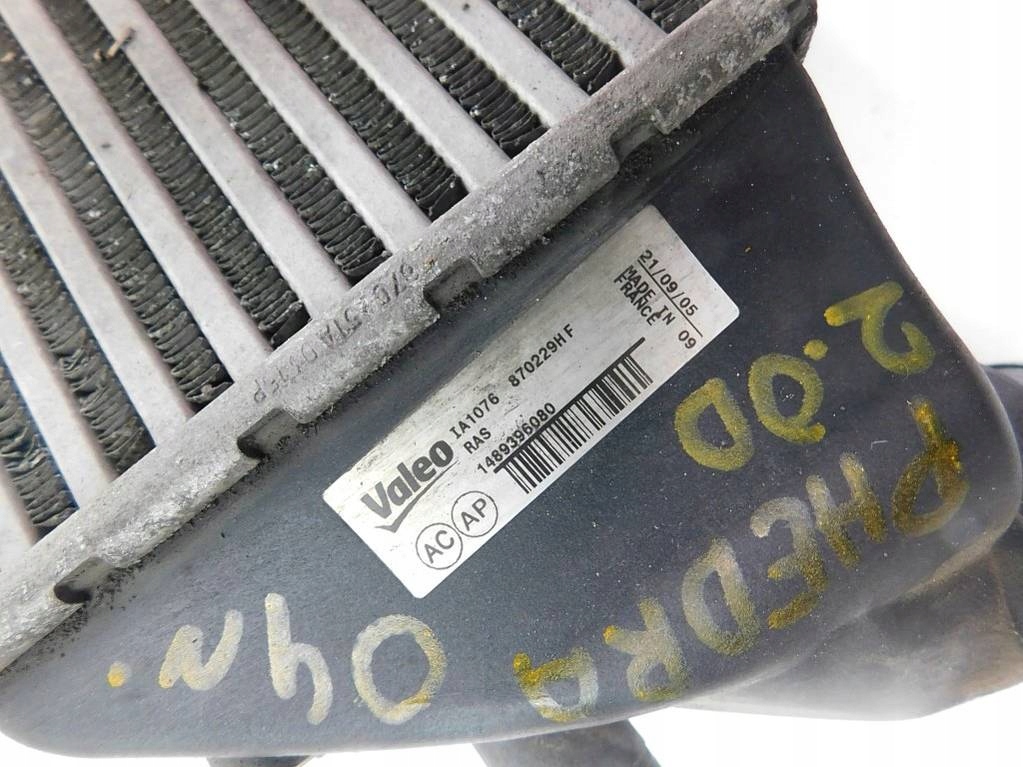 Valeo
IA1076 870229H F
RAS
1489396080
AC AP
21/09/05
MADE IN
FRANCE 09
PHEDRA
2.0D
04r.